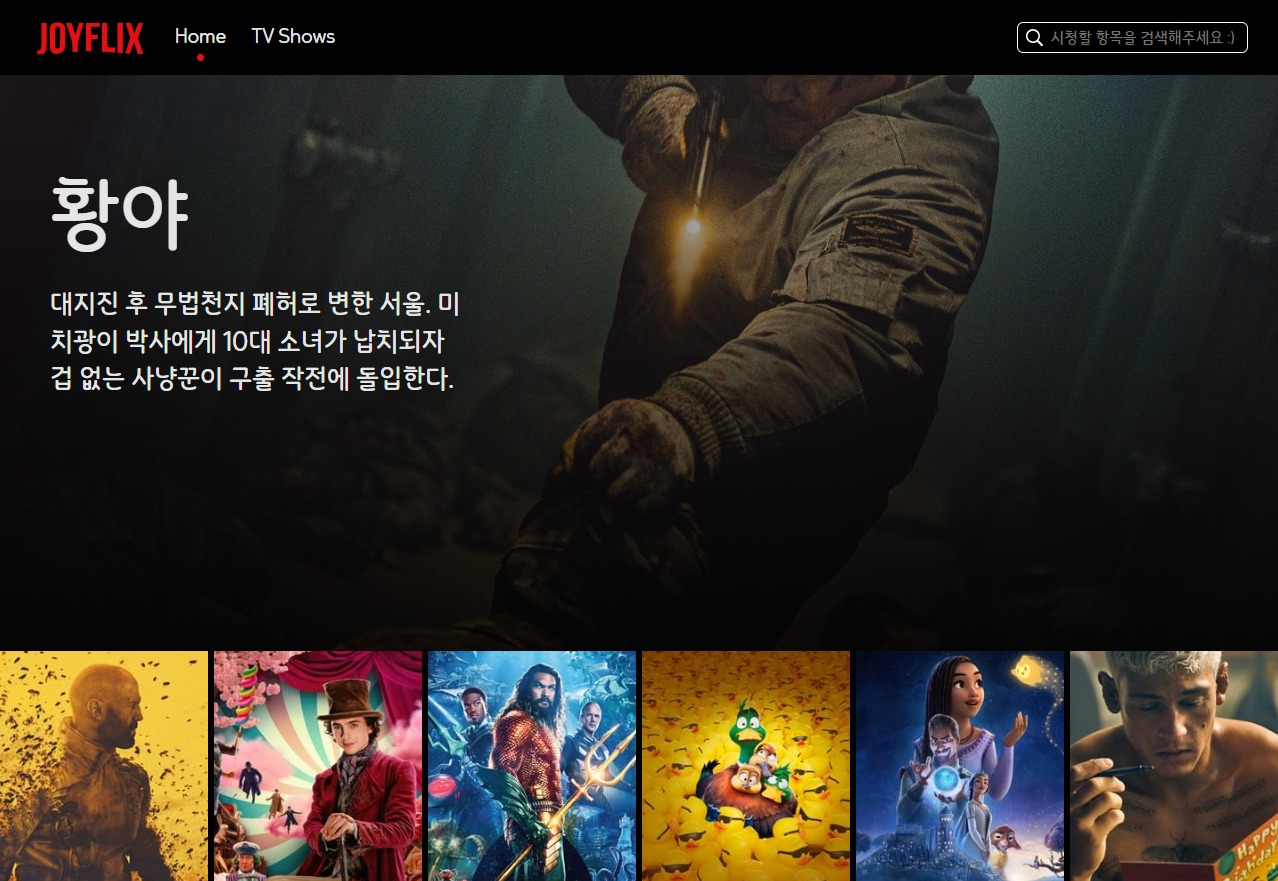 JOYFLIX
Home
TV Shows
시청할 항목을 검색해주세요 :)
황야
대지진 후 무법천지 폐허로 변한 서울. 미
치광이 박사에게 10대 소녀가 납치되자
겁 없는 사냥꾼이 구출 작전에 돌입한다.
Happy
Birthday